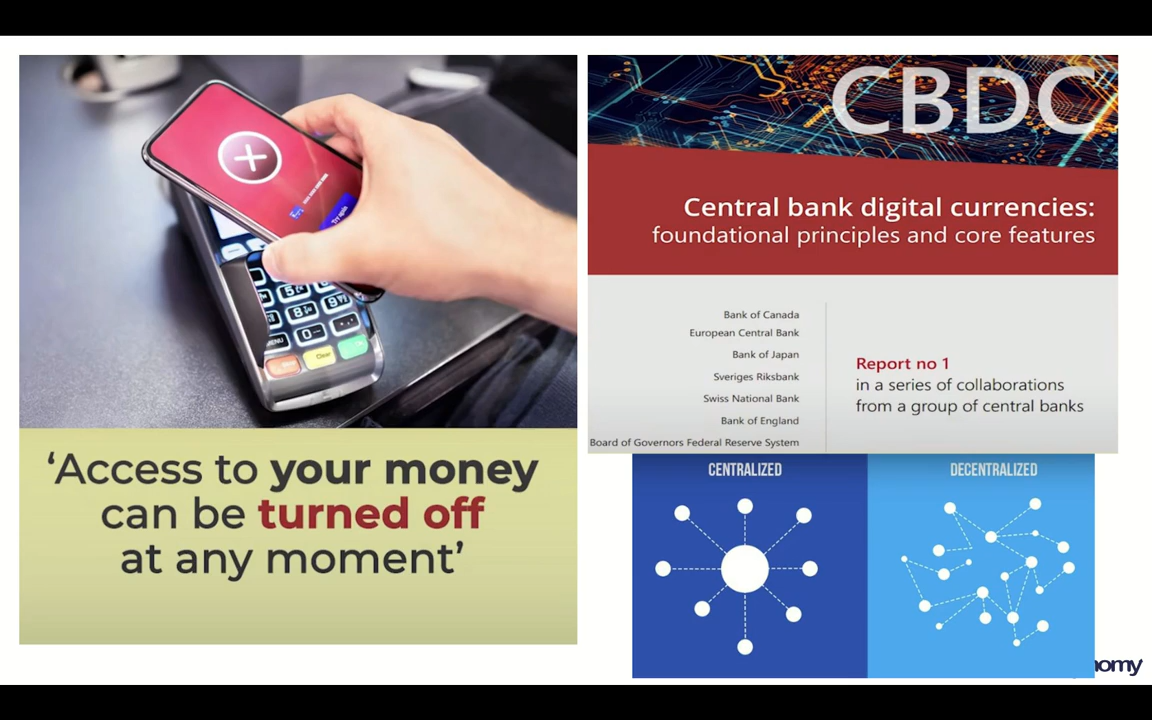 ‘Access to your money
can be turned off
at any moment’
CBDC
Central bank digital currencies:
foundational principles and core features
Bank of Canada
European Central Bank
Bank of Japan
Sveriges Riksbank
Swiss National Bank
Bank of England
Board of Governors Federal Reserve System
Report no 1
in a series of collaborations
from a group of central banks
CENTRALIZED
DECENTRALIZED
Try again
Clear